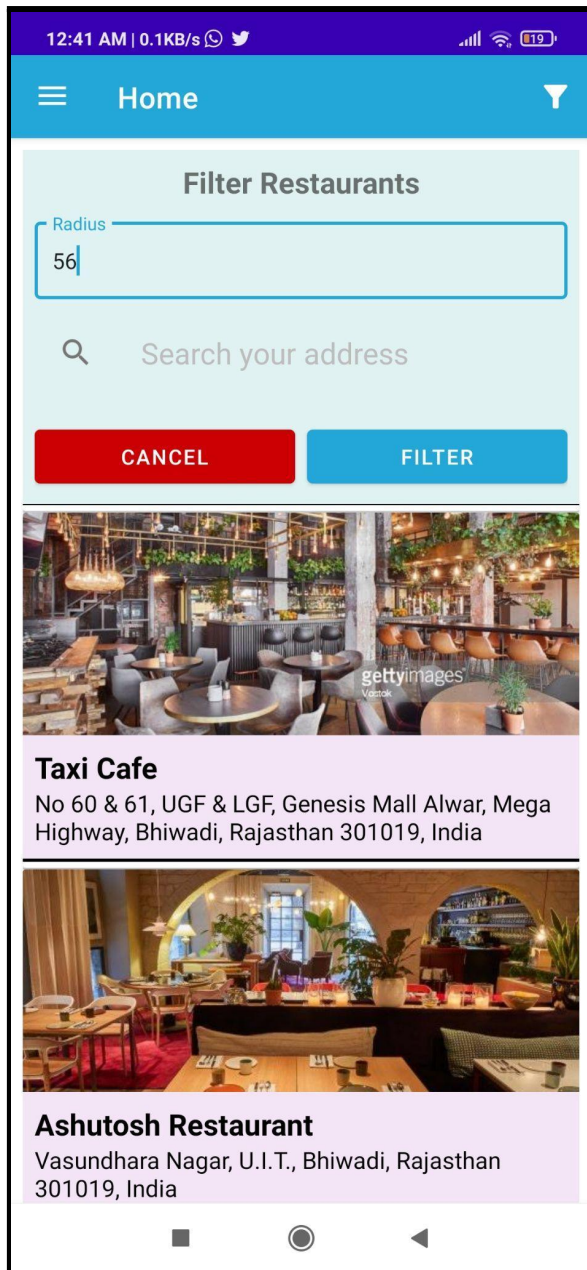 12:41 AM | 0.1KB/s
19
Home
Filter Restaurants
Radius
56
Search your address
CANCEL
FILTER
gettyimages
Vostok
Taxi Cafe
No 60 & 61, UGF & LGF, Genesis Mall Alwar, Mega
Highway, Bhiwadi, Rajasthan 301019, India
Ashutosh Restaurant
Vasundhara Nagar, U.I.T., Bhiwadi, Rajasthan
301019, India